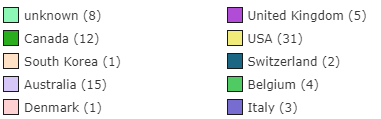 unknown (8)
Canada (12)
South Korea (1)
Australia (15)
Denmark (1)
United Kingdom (5)
USA (31)
Switzerland (2)
Belgium (4)
Italy (3)